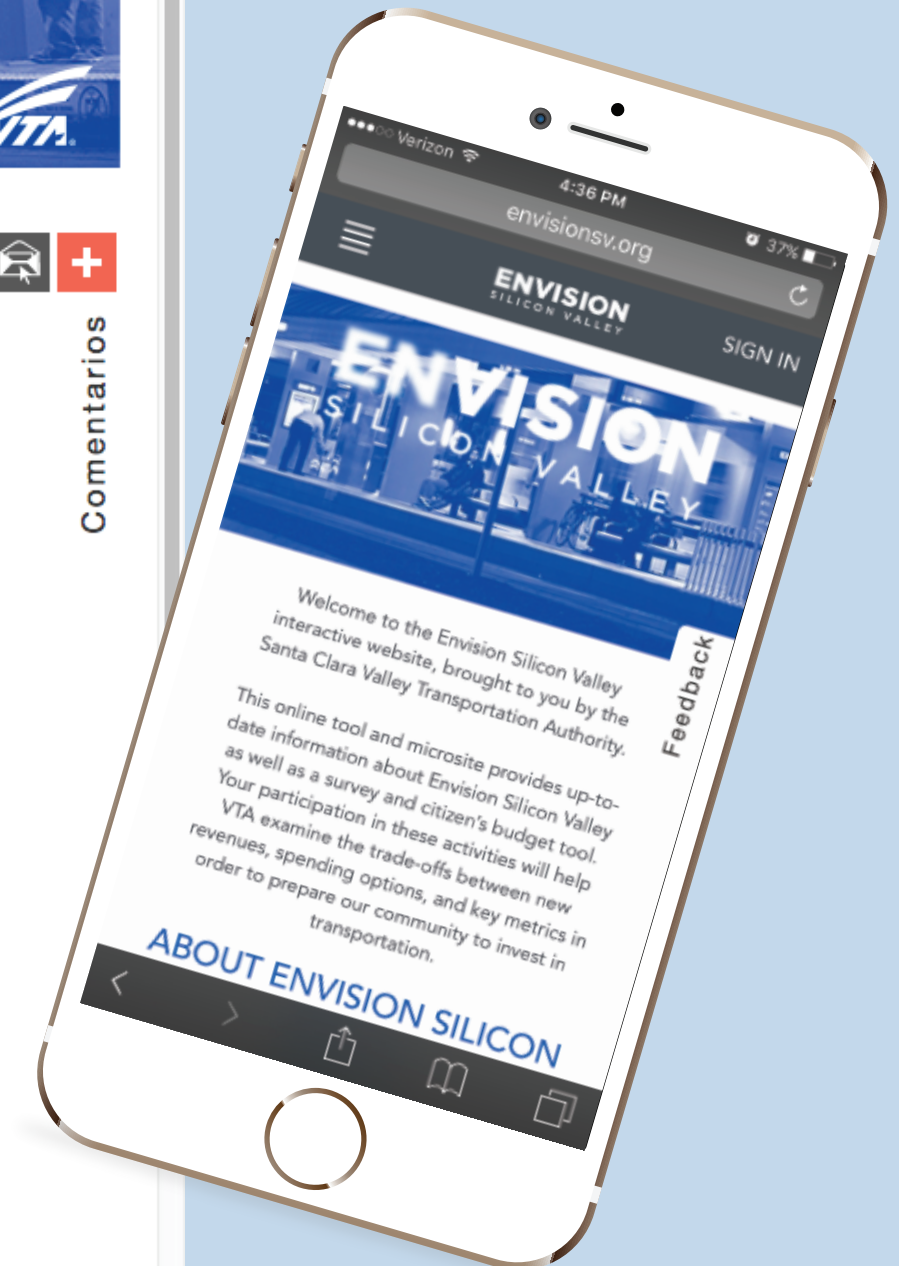 VTA
Comentarios
Verizon
4:36 PM
37%
envisionsv.org
ENVISION
SILICON VALLEY
SIGN IN
ENVISION
SILICON VALLEY
Feedback
Welcome to the Envision Silicon Valley
interactive website, brought to you by the
Santa Clara Valley Transportation Authority.
This online tool and microsite provides up-to-
date information about Envision Silicon Valley
as well as a survey and citizen's budget tool.
Your participation in these activities will help
VTA examine the trade-offs between new
revenues, spending options, and key metrics in
order to prepare our community to invest in
transportation.
ABOUT ENVISION SILICON